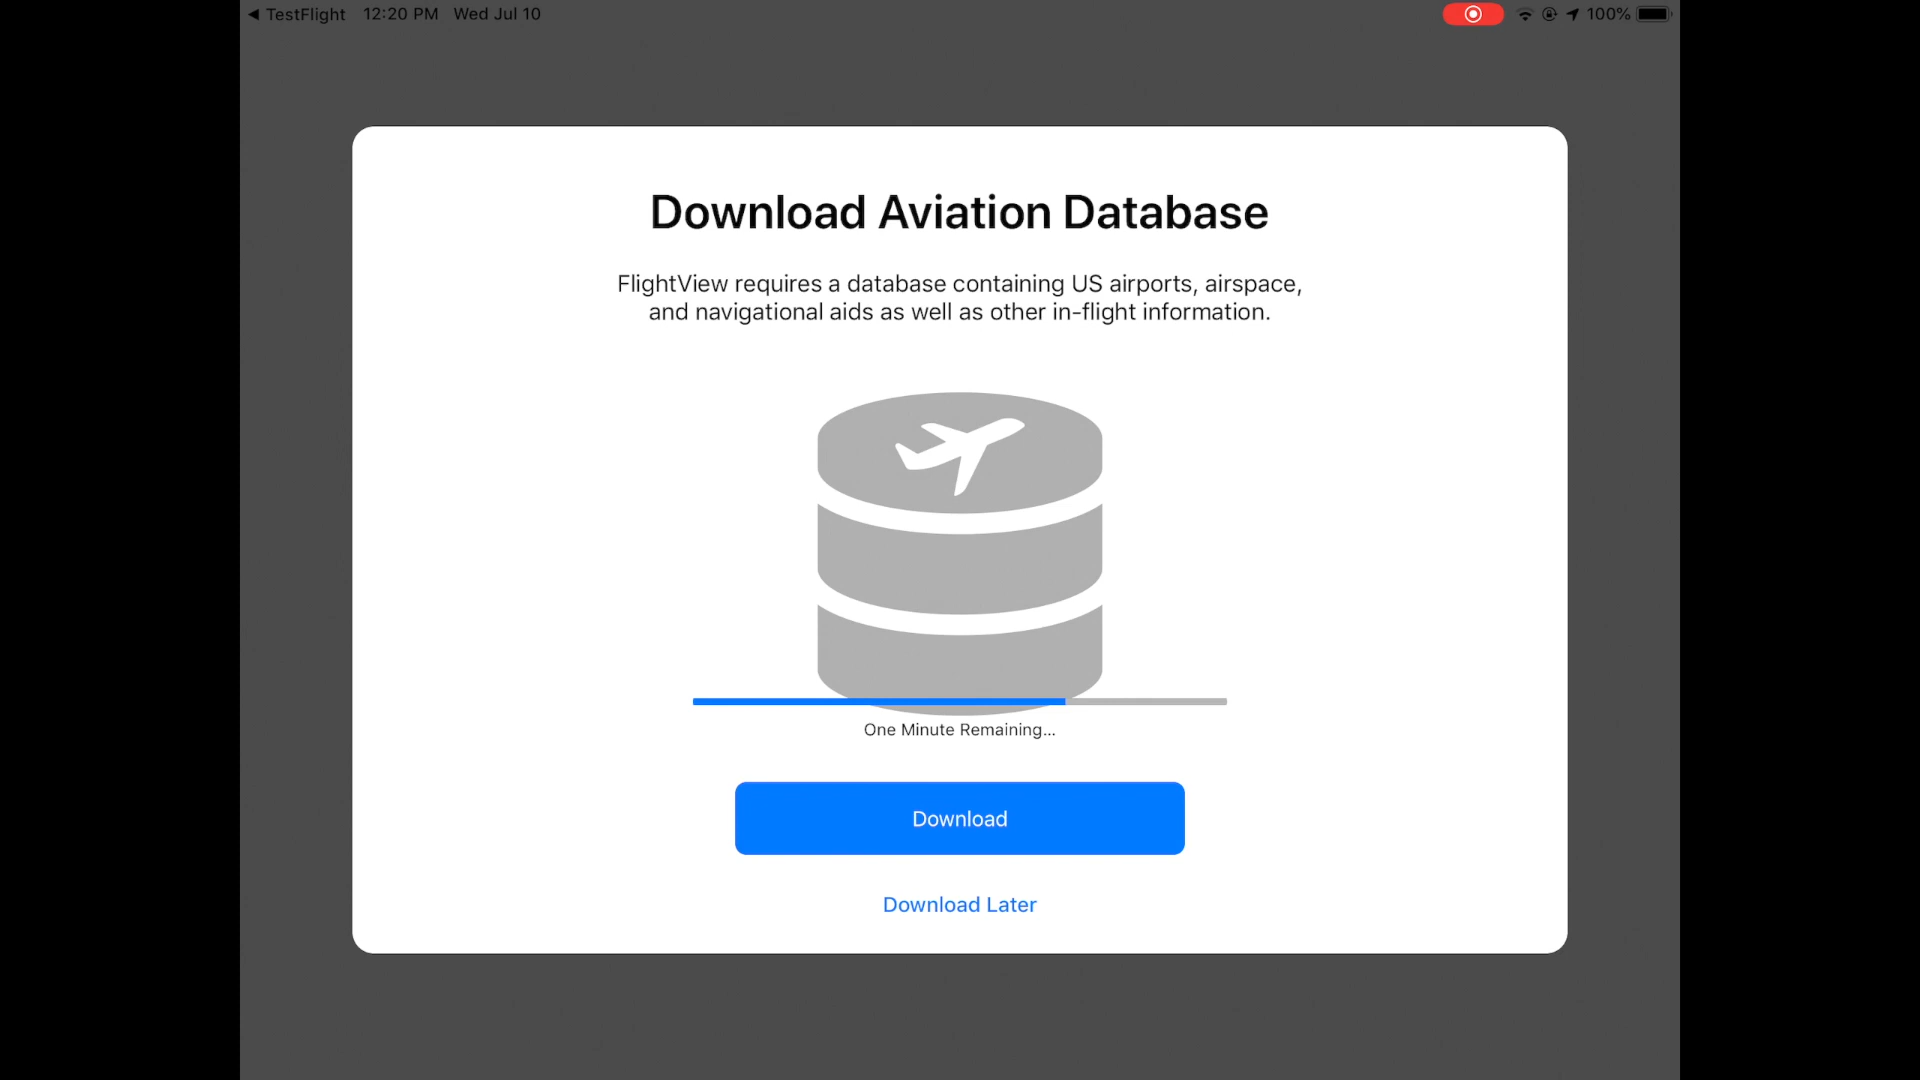 ◀ TestFlight 12:20 PM Wed Jul 10 100%
Download Aviation Database
FlightView requires a database containing US airports, airspace,
and navigational aids as well as other in-flight information.
One Minute Remaining...
Download
Download Later